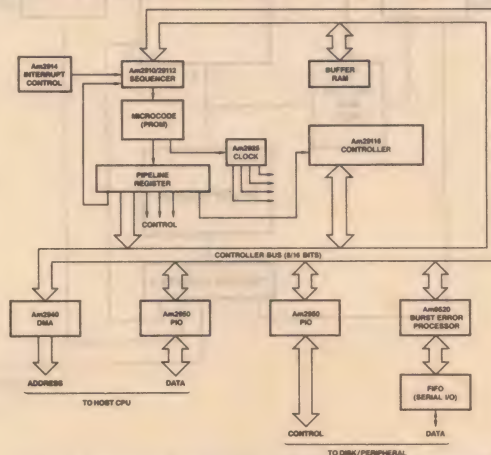 Am2914
INTERRUPT
CONTROL
Am2910/29112
SEQUENCER
BUFFER
RAM
MICROCODE
(PROM)
Am2925
CLOCK
Am29116
CONTROLLER
PIPELINE
REGISTER
CONTROL
CONTROLLER BUS (8/16 BITS)
Am2940
DMA
Am2950
PIO
Am2950
PIO
Am9520
BURST ERROR
PROCESSOR
ADDRESS
DATA
FIFO
(SERIAL I/O)
TO HOST CPU
CONTROL
DATA
TO DISK/PERIPHERAL